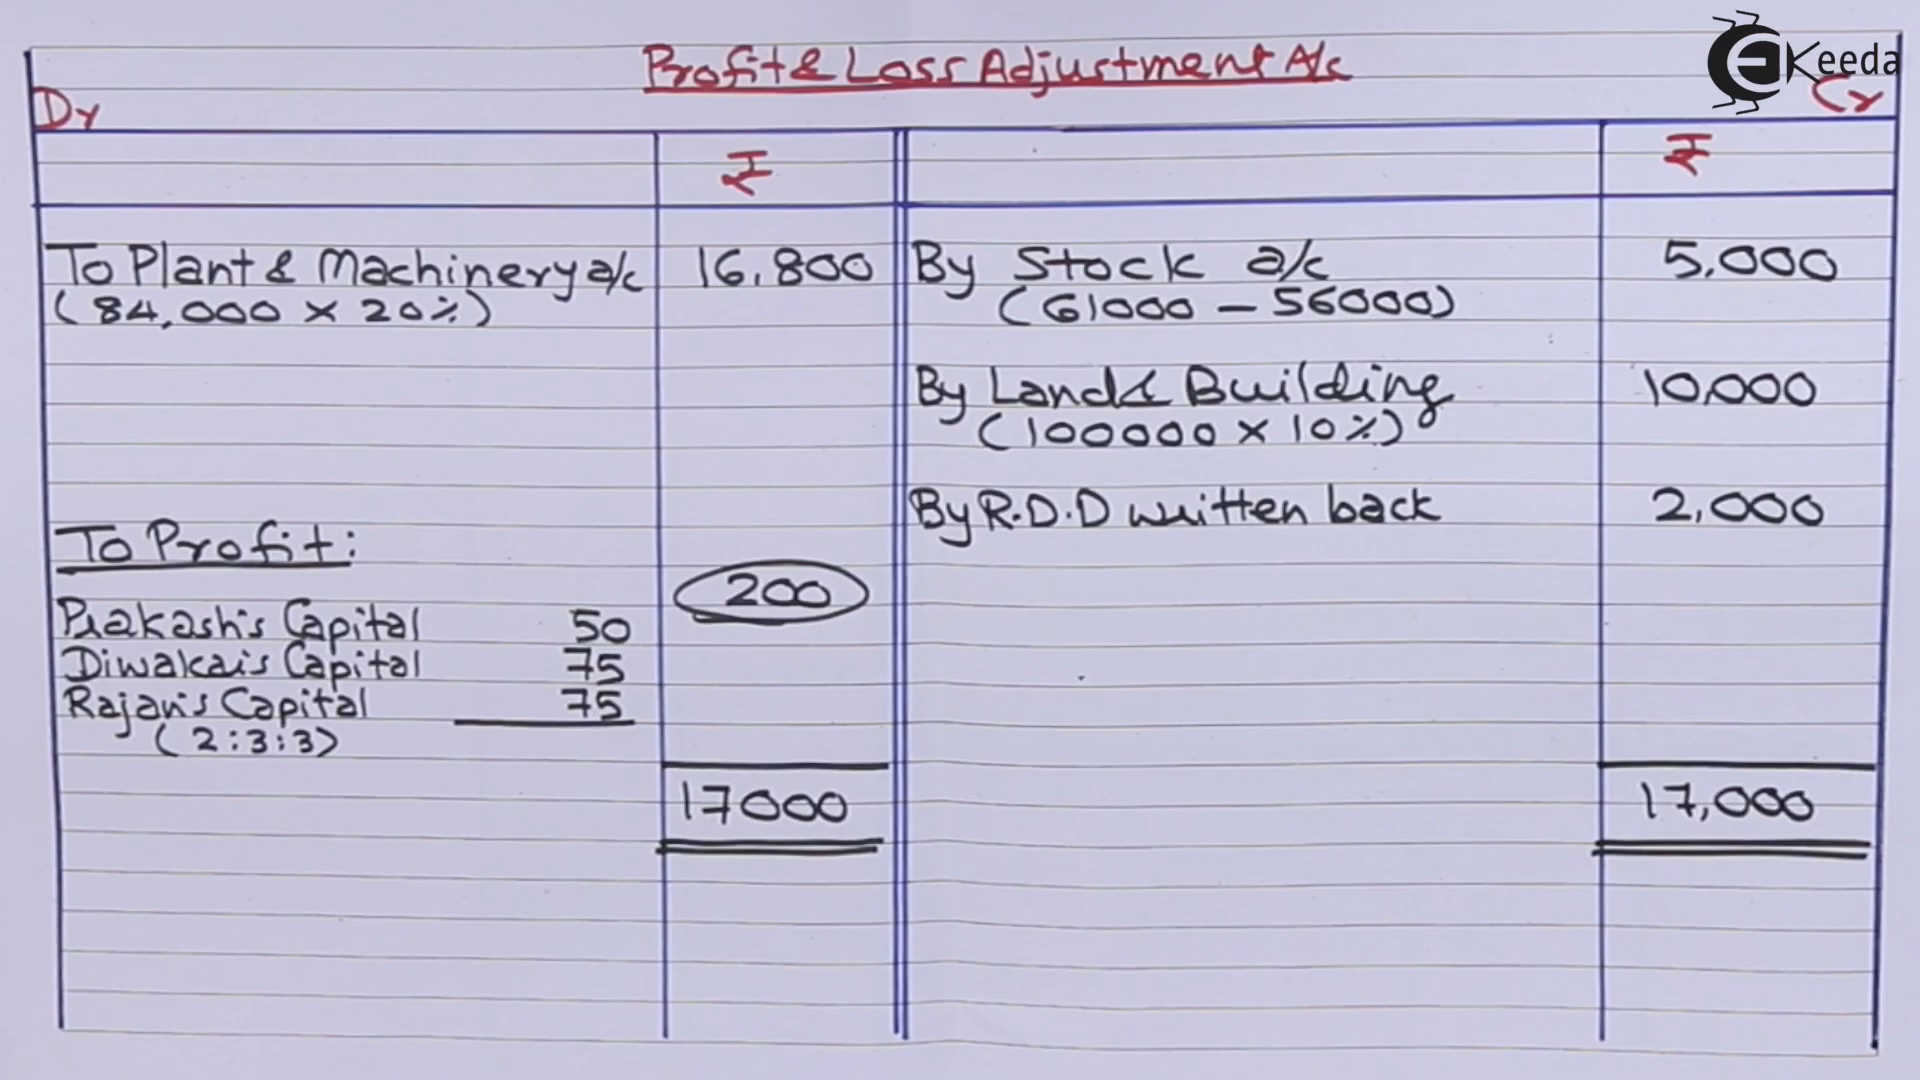 Profit & Loss Adjustment A/c
EKeeda
Dr
Cr
₹
₹
To Plant & Machinery a/c 16,800
(84,000 x 20%)
To Profit:
200
Prakash's Capital 50
Diwakar's Capital 75
Rajan's Capital 75
(2:3:3)
17000
By Stock a/c 5,000
(61000 - 56000)
By Land & Building 10,000
(100000 x 10%)
By R.D.D written back 2,000
17,000